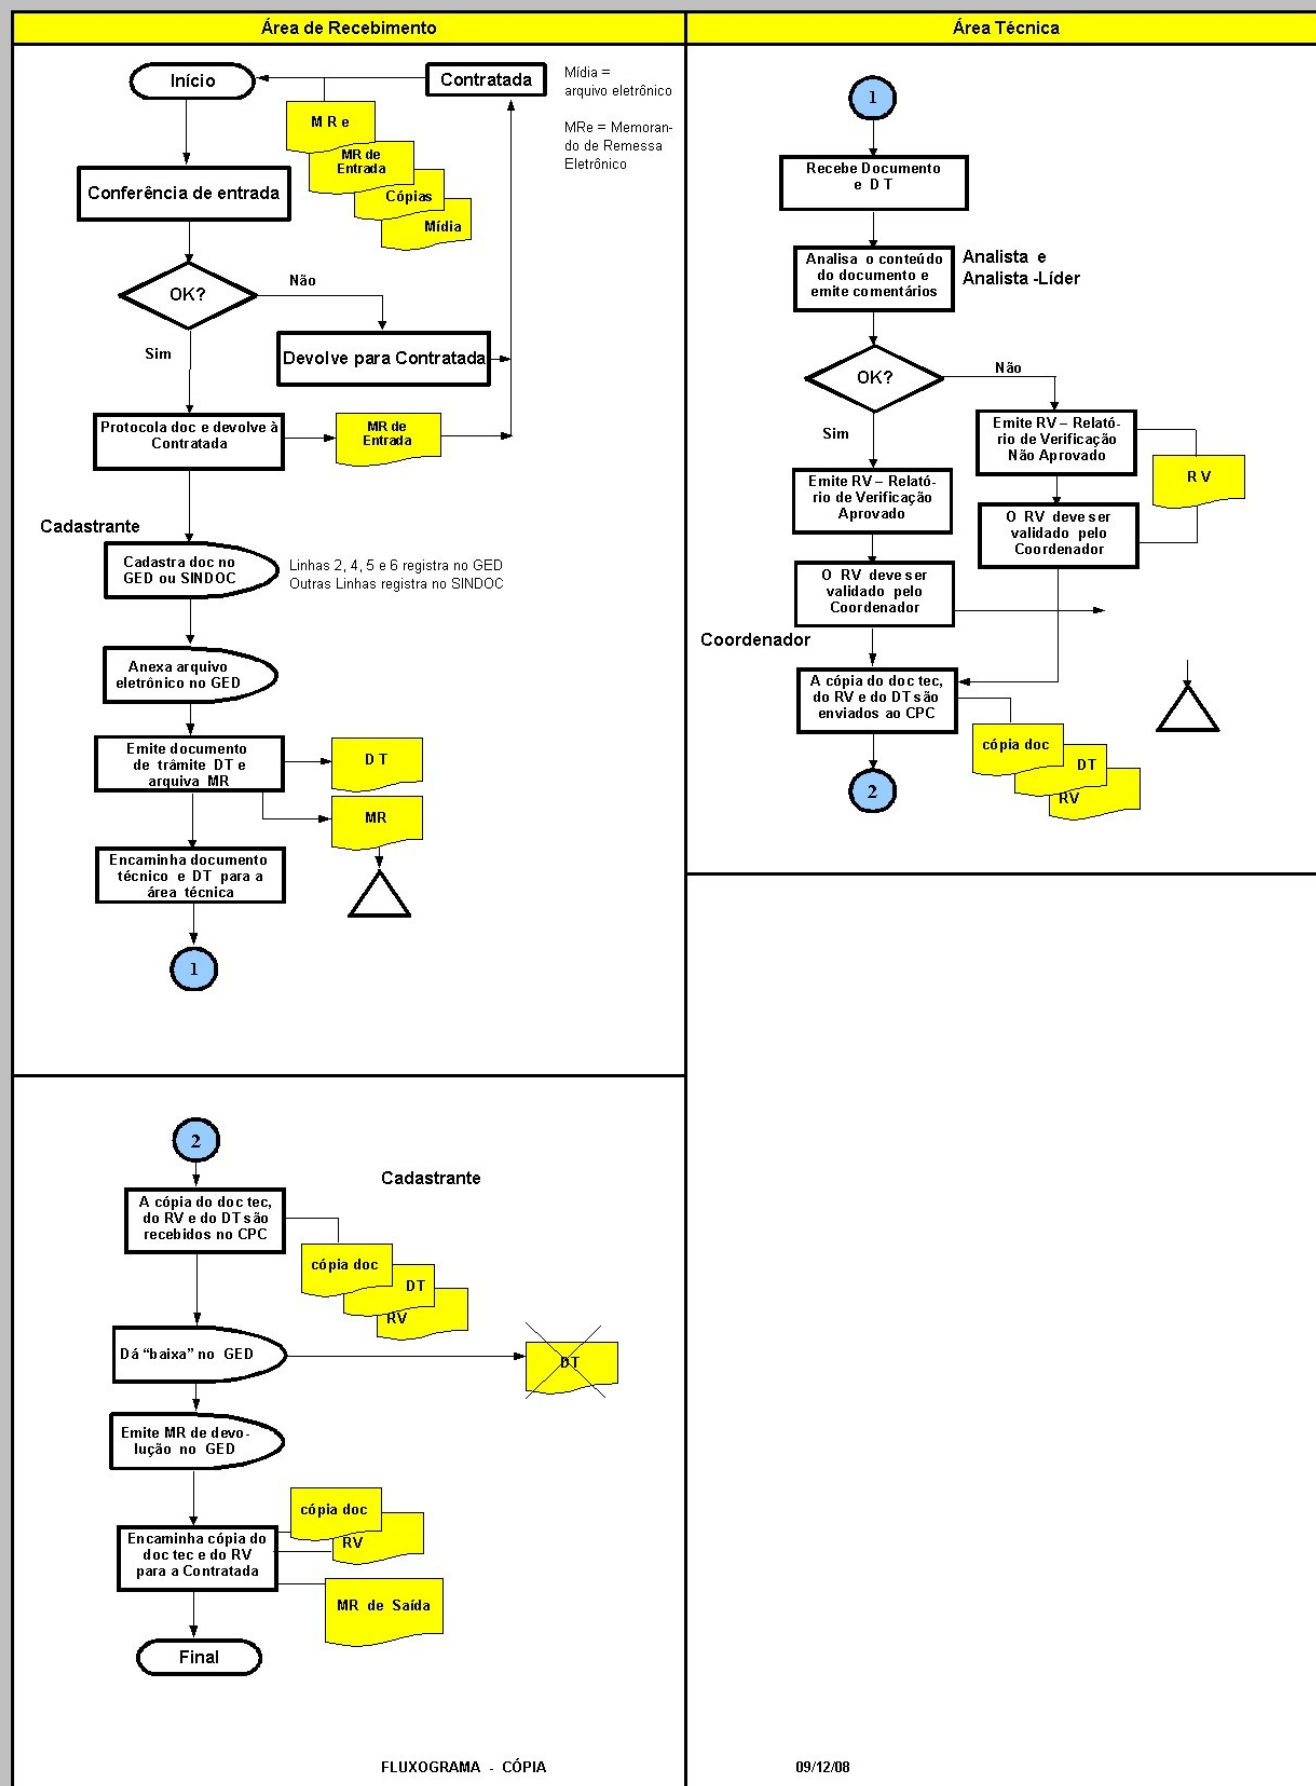 Área de Recebimento
Início
Contratada
Mídia =
arquivo eletrônico
MRe = Memoran-
do de Remessa
Eletrônico
M R e
MR de
Entrada
Cópias
Mídia
Conferência de entrada
OK?
Não
Sim
Devolve para Contratada
Protocola doc e devolve à
Contratada
MR de
Entrada
Cadastrante
Cadastra doc no
GED ou SINDOC
Linhas 2, 4, 5 e 6 registra no GED
Outras Linhas registra no SINDOC
Anexa arquivo
eletrônico no GED
Emite documento
de trâmite DT e
arquiva MR
D T
MR
Encaminha documento
técnico e DT para a
área técnica
1
Área Técnica
1
Recebe Documento
e D T
Analisa o conteúdo
do documento e
emite comentários
Analista e
Analista -Líder
OK?
Não
Sim
Emite RV – Relató-
rio de Verificação
Não Aprovado
R V
Emite RV – Relató-
rio de Verificação
Aprovado
O RV deve ser
validado pelo
Coordenador
O RV deve ser
validado pelo
Coordenador
Coordenador
A cópia do doc tec,
do RV e do DT são
enviados ao CPC
cópia doc
DT
RV
2
2
Cadastrante
A cópia do doc tec,
do RV e do DT são
recebidos no CPC
cópia doc
DT
RV
Dá “baixa” no GED
DT
Emite MR de devo-
lução no GED
cópia doc
RV
Encaminha cópia do
doc tec e do RV
para a Contratada
MR de Saída
Final
FLUXOGRAMA - CÓPIA
09/12/08